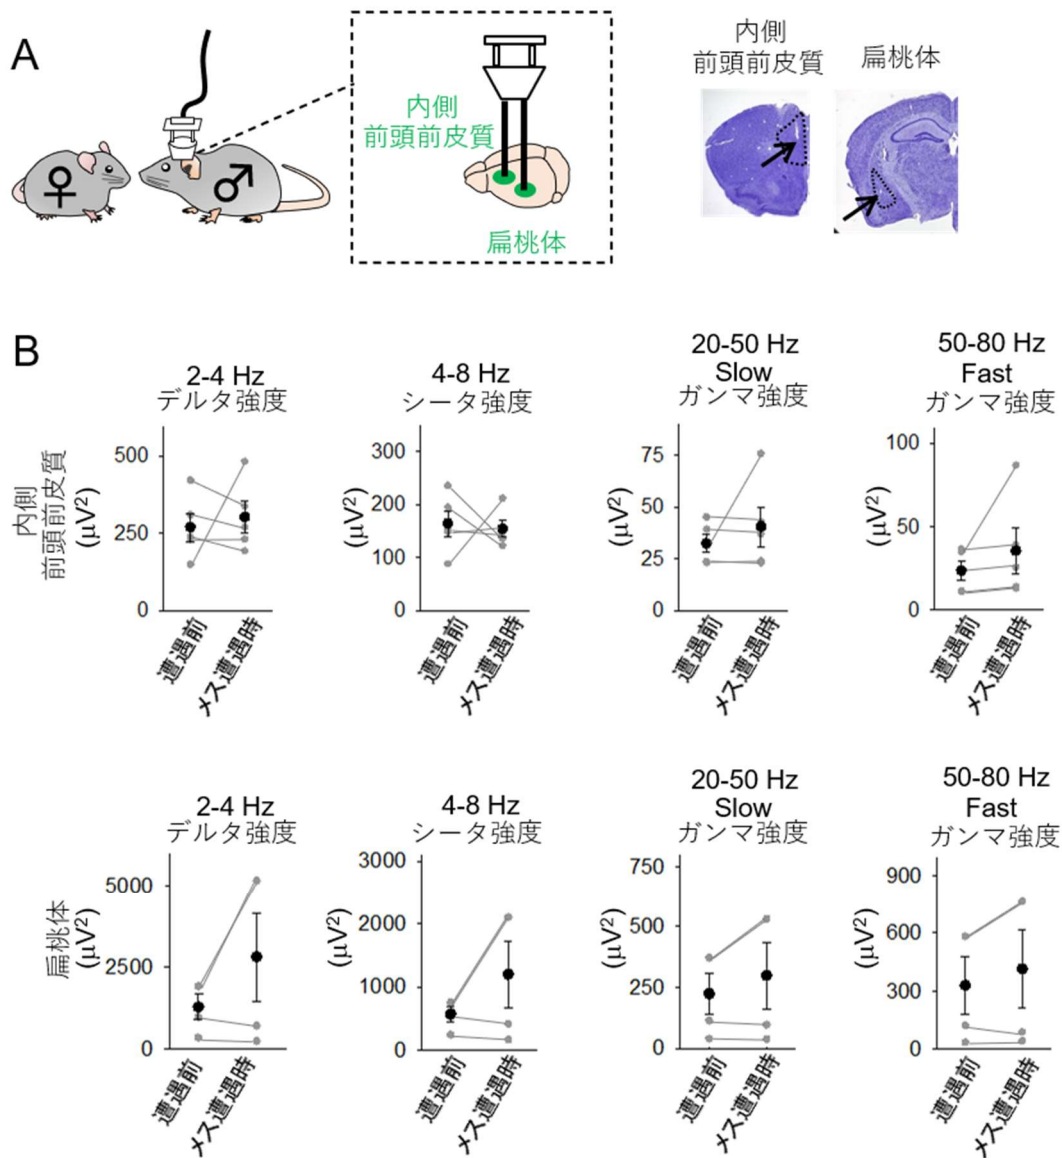 A
♀
♂
内側
前頭前皮質
扁桃体
内側
前頭前皮質
扁桃体
B
2-4 Hz
デルタ強度
4-8 Hz
シータ強度
20-50 Hz
Slow
ガンマ強度
50-80 Hz
Fast
ガンマ強度
内側
前頭前皮質
(μV²)
500
250
0
遭遇前
メス遭遇時
(μV²)
300
200
100
0
遭遇前
メス遭遇時
(μV²)
75
50
25
0
遭遇前
メス遭遇時
(μV²)
100
50
0
遭遇前
メス遭遇時
2-4 Hz
デルタ強度
4-8 Hz
シータ強度
20-50 Hz
Slow
ガンマ強度
50-80 Hz
Fast
ガンマ強度
扁桃体
(μV²)
5000
2500
0
遭遇前
メス遭遇時
(μV²)
3000
2000
1000
0
遭遇前
メス遭遇時
(μV²)
750
500
250
0
遭遇前
メス遭遇時
(μV²)
900
600
300
0
遭遇前
メス遭遇時